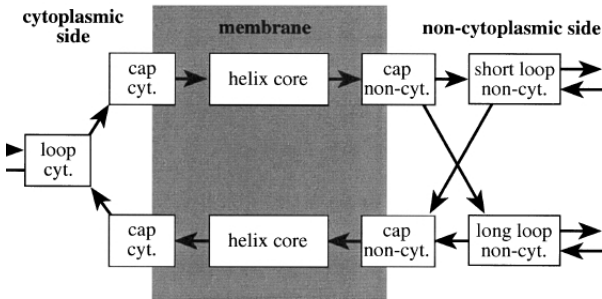 cytoplasmic
side
membrane
non-cytoplasmic side
cap
cyt.
helix core
cap
non-cyt.
short loop
non-cyt.
loop
cyt.
cap
cyt.
helix core
cap
non-cyt.
long loop
non-cyt.